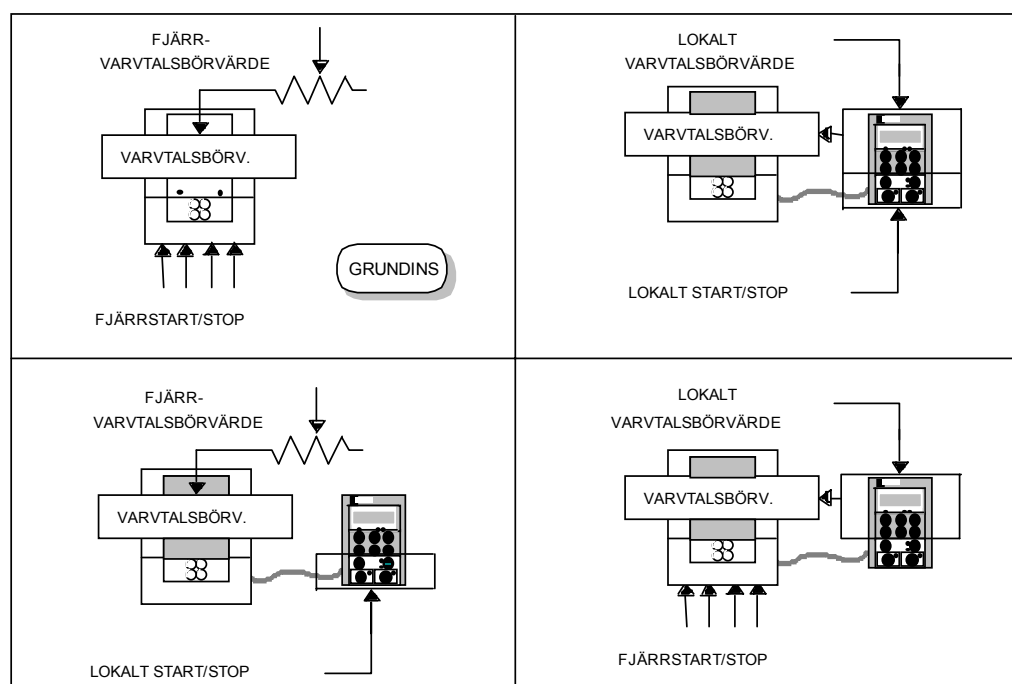 FJÄRR-
VARVTALSBÖRVÄRDE
VARVTALSBÖRV.
GRUNDINS
FJÄRRSTART/STOP
LOKALT
VARVTALSBÖRVÄRDE
VARVTALSBÖRV.
LOKALT START/STOP
FJÄRR-
VARVTALSBÖRVÄRDE
VARVTALSBÖRV.
LOKALT START/STOP
LOKALT
VARVTALSBÖRVÄRDE
VARVTALSBÖRV.
FJÄRRSTART/STOP